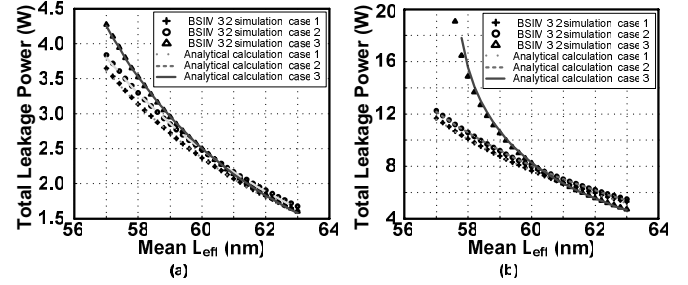 Total Leakage Power (W)
4.5
4.0
3.5
3.0
2.5
2.0
1.5
BSIM 3.2 simulation case 1
BSIM 3.2 simulation case 2
BSIM 3.2 simulation case 3
Analytical calculation case 1
Analytical calculation case 2
Analytical calculation case 3
56 58 60 62 64
Mean Leff (nm)
(a)
Total Leakage Power (W)
20
16
12
8
4
BSIM 3.2 simulation case 1
BSIM 3.2 simulation case 2
BSIM 3.2 simulation case 3
Analytical calculation case 1
Analytical calculation case 2
Analytical calculation case 3
56 58 60 62 64
Mean Leff (nm)
(b)